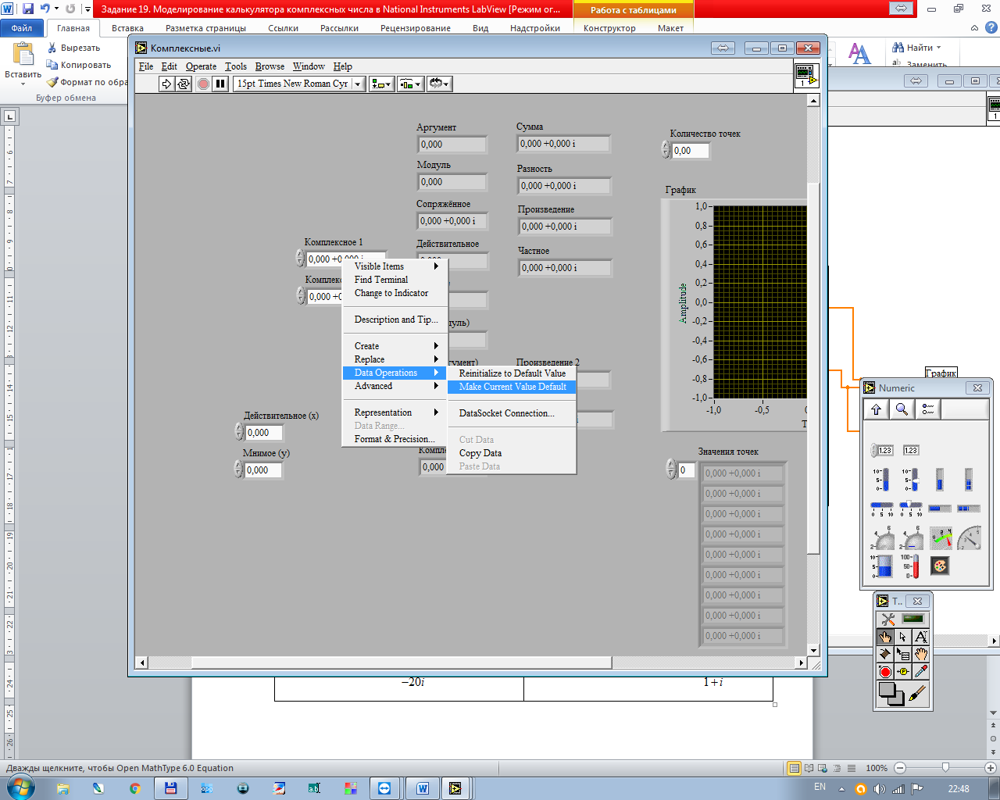 Задание 19. Моделирование калькулятора комплексных числа в National Instruments LabView [Режим ог...
Работа с таблицами
Файл
Главная
Вставка
Разметка страницы
Ссылки
Рассылки
Рецензирование
Вид
Надстройки
Конструктор
Макет
Вставить
Вырезать
Копировать
Формат по обра
Буфер обмена
Найти
Заменить
Комплексные.vi
File Edit Operate Tools Browse Window Help
15pt Times New Roman Cyr
Аргумент
0,000
Модуль
0,000
Сопряжённое
0,000 +0,000 i
Действительное
Сумма
0,000 +0,000 i
Разность
0,000 +0,000 i
Произведение
0,000 +0,000 i
Частное
0,000 +0,000 i
Произведение 2
Количество точек
0,00
График
1,0
0,8
0,6
0,4
0,2
0,0
-0,2
-0,4
-0,6
-0,8
-1,0
Amplitude
-1,0
-0,5
Комплексное 1
0,000 +0,000 i
Visible Items
Find Terminal
Change to Indicator
Description and Tip...
Create
Replace
Data Operations
Advanced
Representation
Data Range...
Format & Precision...
Reinitialize to Default Value
Make Current Value Default
DataSocket Connection...
Cut Data
Copy Data
Paste Data
Действительное (x)
0,000
Мнимое (y)
0,000
0,000
Значения точек
0
0,000 +0,000 i
0,000 +0,000 i
0,000 +0,000 i
0,000 +0,000 i
0,000 +0,000 i
0,000 +0,000 i
0,000 +0,000 i
0,000 +0,000 i
0,000 +0,000 i
График
Numeric
1.23 1.23
T..
−20i
1+i
Дважды щелкните, чтобы Open MathType 6.0 Equation
100%
EN
22:48